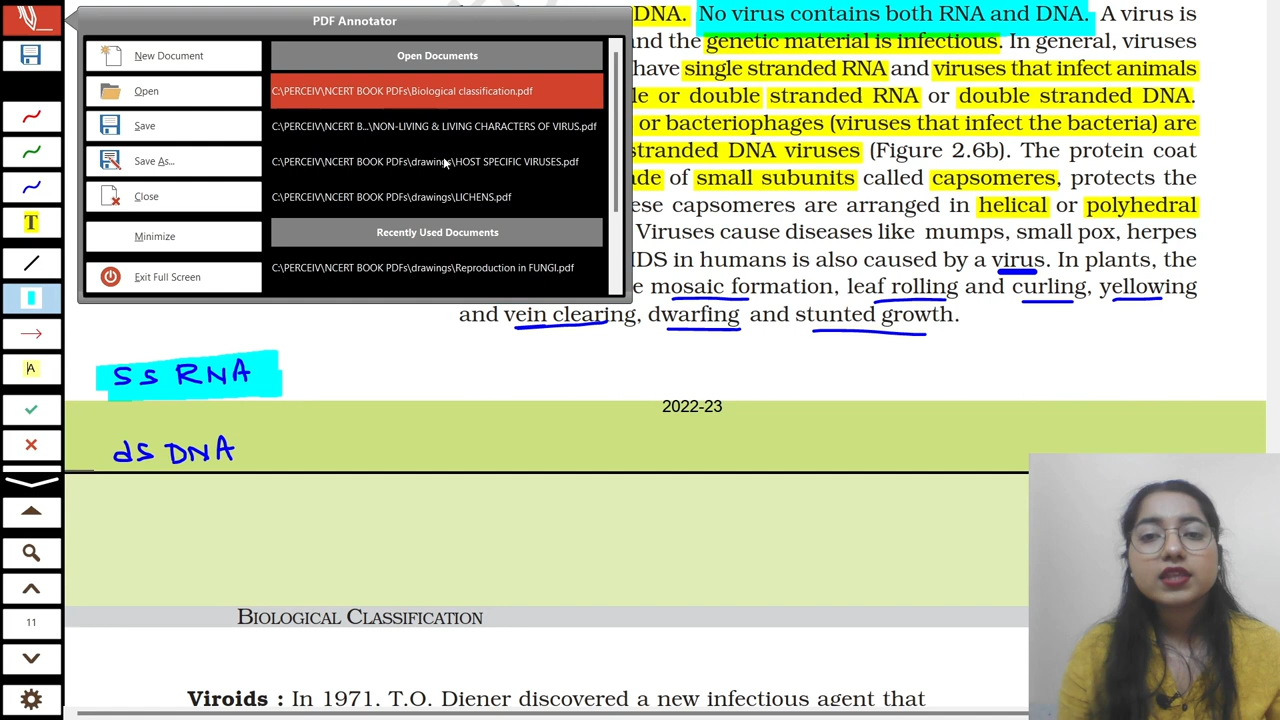 PDF Annotator
New Document
Open
Save
Save As...
Close
Minimize
Exit Full Screen
Open Documents
C:\PERCEIV\NCERT BOOK PDFs\Biological classification.pdf
C:\PERCEIV\NCERT B...\NON-LIVING & LIVING CHARACTERS OF VIRUS.pdf
C:\PERCEIV\NCERT BOOK PDFs\drawings\HOST SPECIFIC VIRUSES.pdf
C:\PERCEIV\NCERT BOOK PDFs\drawings\LICHENS.pdf
Recently Used Documents
C:\PERCEIV\NCERT BOOK PDFs\drawings\Reproduction in FUNGI.pdf
DNA. No virus contains both RNA and DNA. A virus is
and the genetic material is infectious. In general, viruses
have single stranded RNA and viruses that infect animals
le or double stranded RNA or double stranded DNA.
or bacteriophages (viruses that infect the bacteria) are
stranded DNA viruses (Figure 2.6b). The protein coat
de of small subunits called capsomeres, protects the
ese capsomeres are arranged in helical or polyhedral
Viruses cause diseases like mumps, small pox, herpes
IDS in humans is also caused by a virus. In plants, the
e mosaic formation, leaf rolling and curling, yellowing
and vein clearing, dwarfing and stunted growth.
ss RNA
2022-23
ds DNA
T
A
11
BIOLOGICAL CLASSIFICATION
Viroids : In 1971, T.O. Diener discovered a new infectious agent that